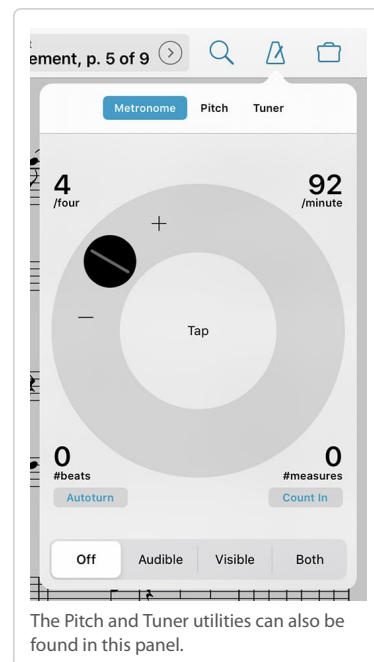 ement, p. 5 of 9
Metronome Pitch Tuner
4 92
/four /minute
+
—
Tap
0 0
#beats #measures
Autoturn Count In
Off Audible Visible Both
The Pitch and Tuner utilities can also be
found in this panel.